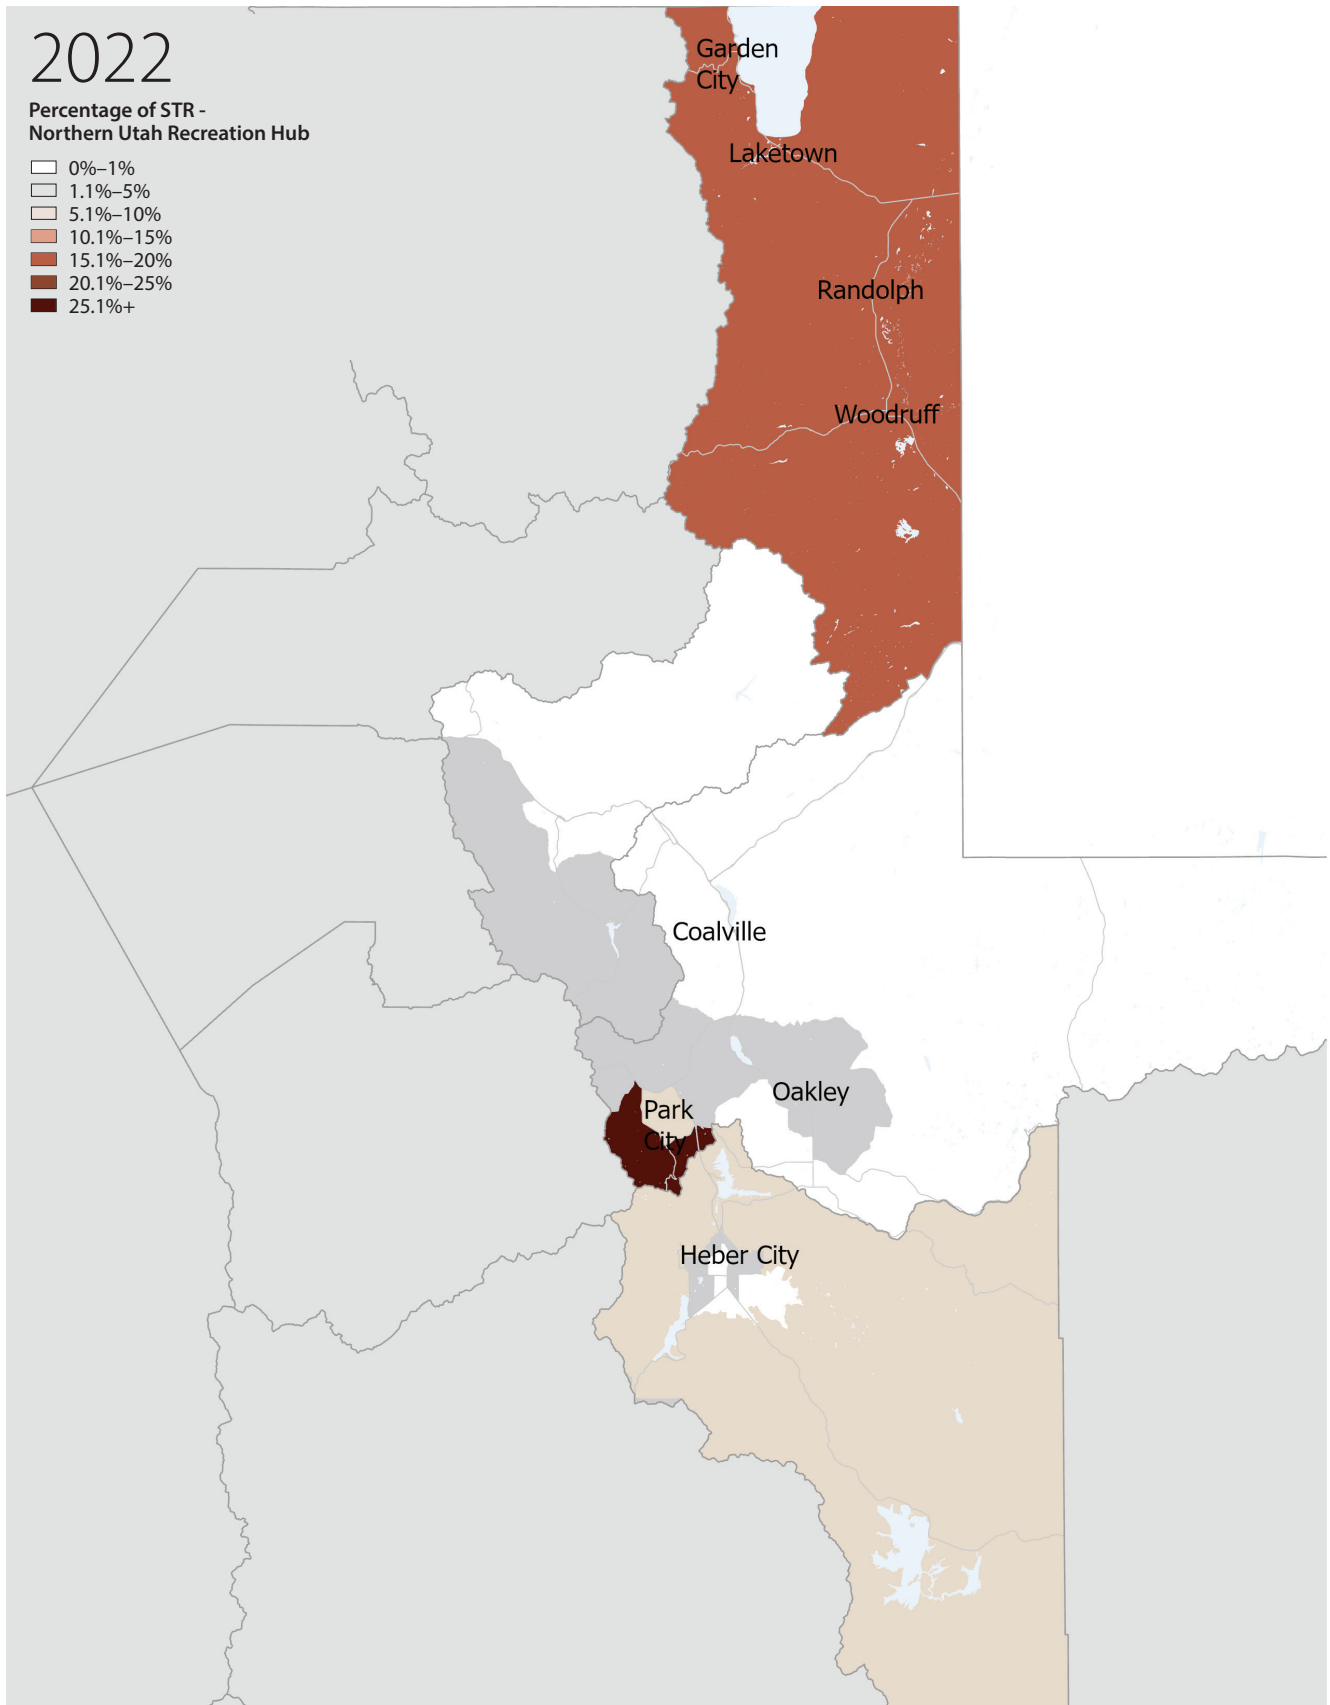 2022
Percentage of STR -
Northern Utah Recreation Hub
0%–1%
1.1%–5%
5.1%–10%
10.1%–15%
15.1%–20%
20.1%–25%
25.1%+
Garden
City
Laketown
Randolph
Woodruff
Coalville
Oakley
Park
City
Heber City